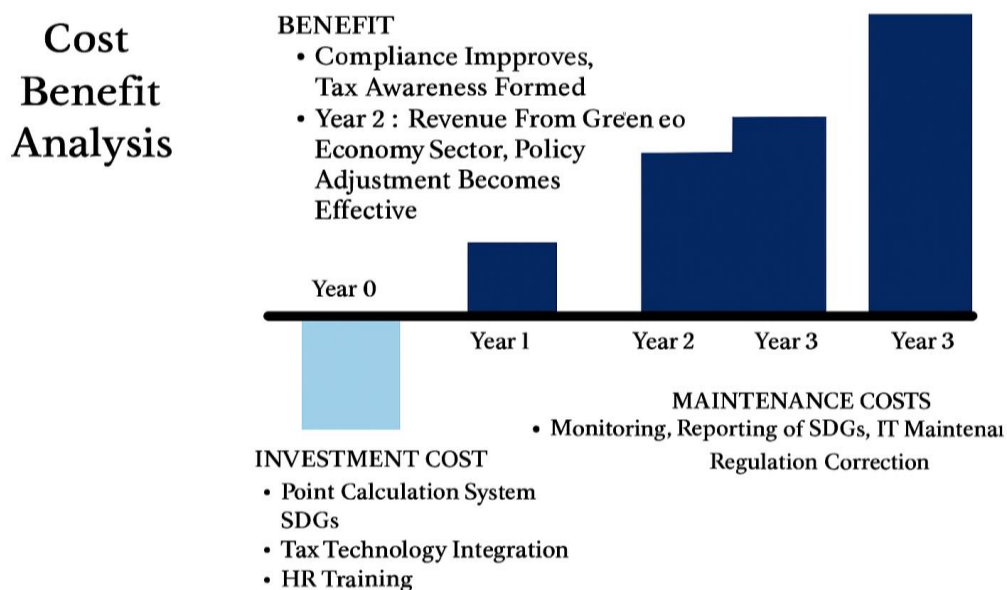 Cost
Benefit
Analysis
BENEFIT
• Compliance Impproves,
Tax Awareness Formed
• Year 2 : Revenue From Green eo
Economy Sector, Policy
Adjustment Becomes
Effective
Year 0
Year 1
Year 2
Year 3
Year 3
MAINTENANCE COSTS
• Monitoring, Reporting of SDGs, IT Maintenar
Regulation Correction
INVESTMENT COST
• Point Calculation System
SDGs
• Tax Technology Integration
• HR Training